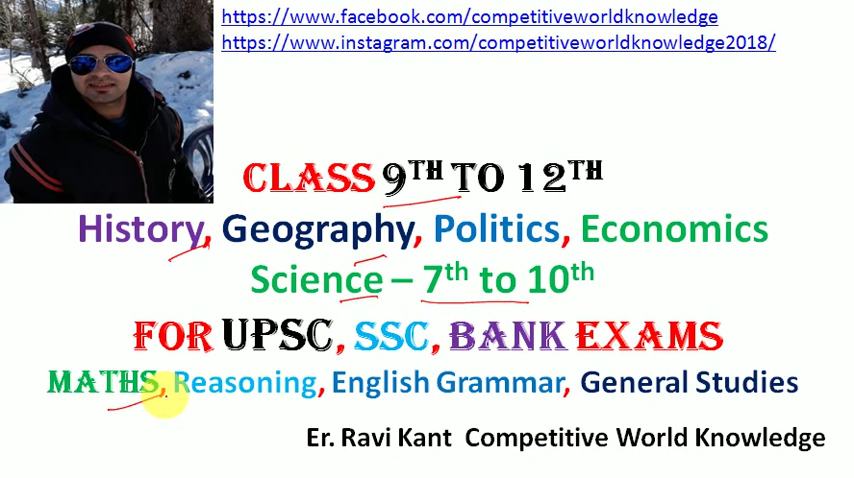 https://www.facebook.com/competitiveworldknowledge
https://www.instagram.com/competitiveworldknowledge2018/
CLASS 9TH TO 12TH
History, Geography, Politics, Economics
Science – 7th to 10th
FOR UPSC, SSC, BANK EXAMS
MATHS, Reasoning, English Grammar, General Studies
Er. Ravi Kant Competitive World Knowledge